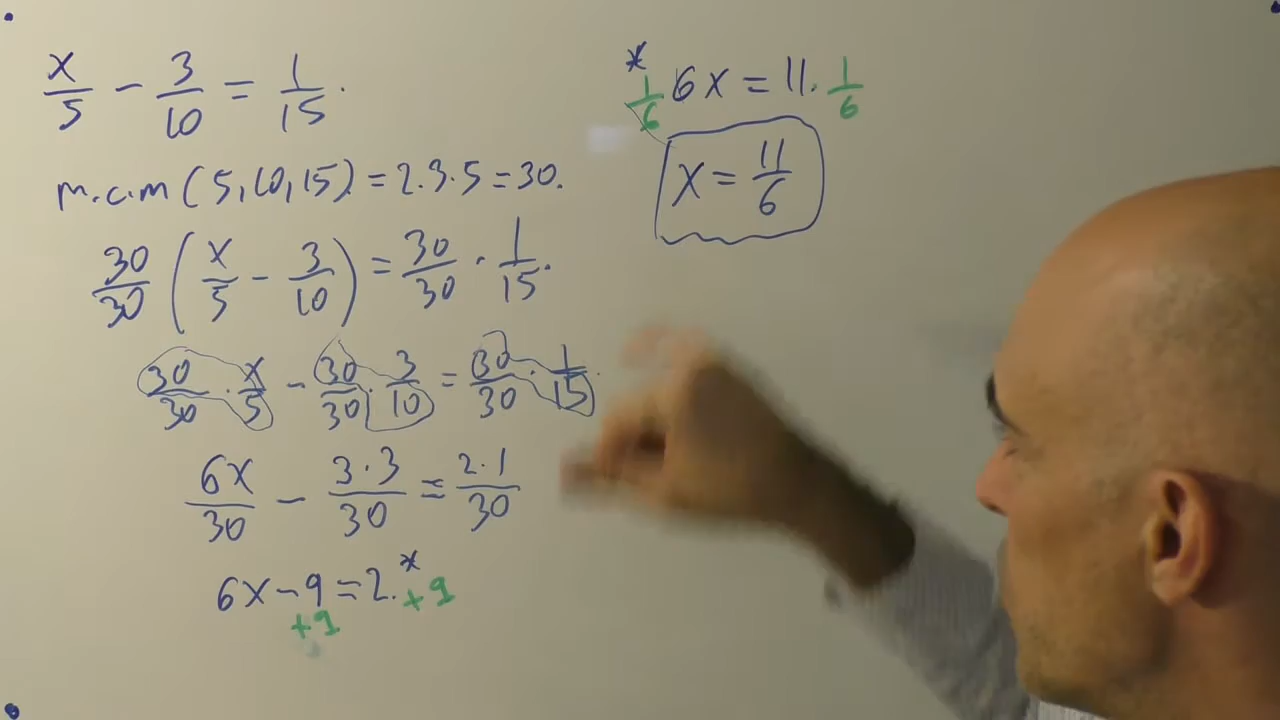 x/5 − 3/10 = 1/15.
m.c.m (5,10,15) = 2.3.5 = 30.
30/30 (x/5 − 3/10) = 30/30 · 1/15.
30/30 · x/5 − 30/30 · 3/10 = 30/30 · 1/15.
6x/30 − 3·3/30 = 2·1/30
6x − 9 = 2. * +9
+9
*
1/6 6x = 11. 1/6
x = 11/6